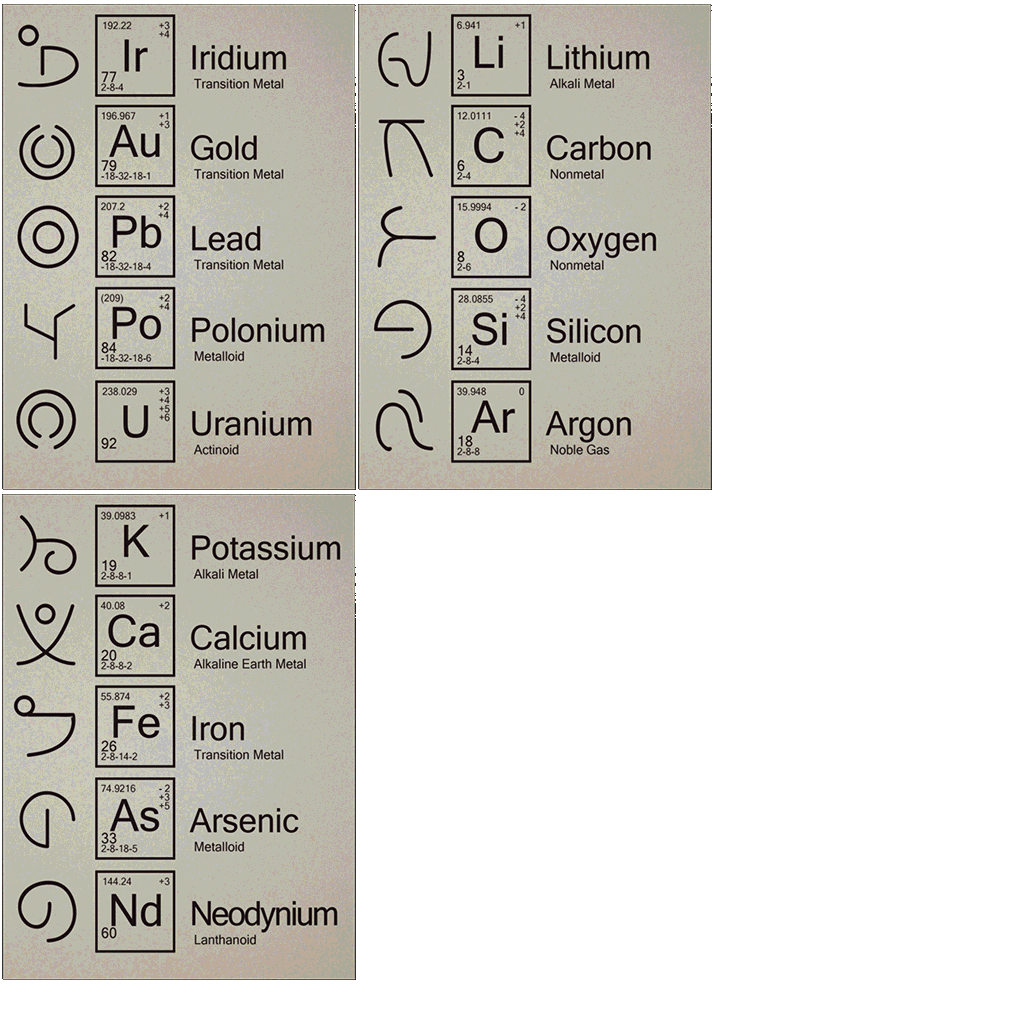 192.22 +3
+4
Ir
77
2-8-4
Iridium
Transition Metal
196.967 +1
+3
Au
79
-18-32-18-1
Gold
Transition Metal
207.2 +2
+4
Pb
82
-18-32-18-4
Lead
Transition Metal
(209) +2
+4
Po
84
-18-32-18-6
Polonium
Metalloid
238.029 +3
+4
+5
+6
U
92
Uranium
Actinoid
6.941 +1
Li
3
2-1
Lithium
Alkali Metal
12.0111 - 4
+2
+4
C
6
2-4
Carbon
Nonmetal
15.9994 - 2
O
8
2-6
Oxygen
Nonmetal
28.0855 - 4
+2
+4
Si
14
2-8-4
Silicon
Metalloid
39.948 0
Ar
18
2-8-8
Argon
Noble Gas
39.0983 +1
K
19
2-8-8-1
Potassium
Alkali Metal
40.08 +2
Ca
20
2-8-8-2
Calcium
Alkaline Earth Metal
55.874 +2
+3
Fe
26
2-8-14-2
Iron
Transition Metal
74.9216 - 2
+3
+5
As
33
2-8-18-5
Arsenic
Metalloid
144.24 +3
Nd
60
Neodynium
Lanthanoid